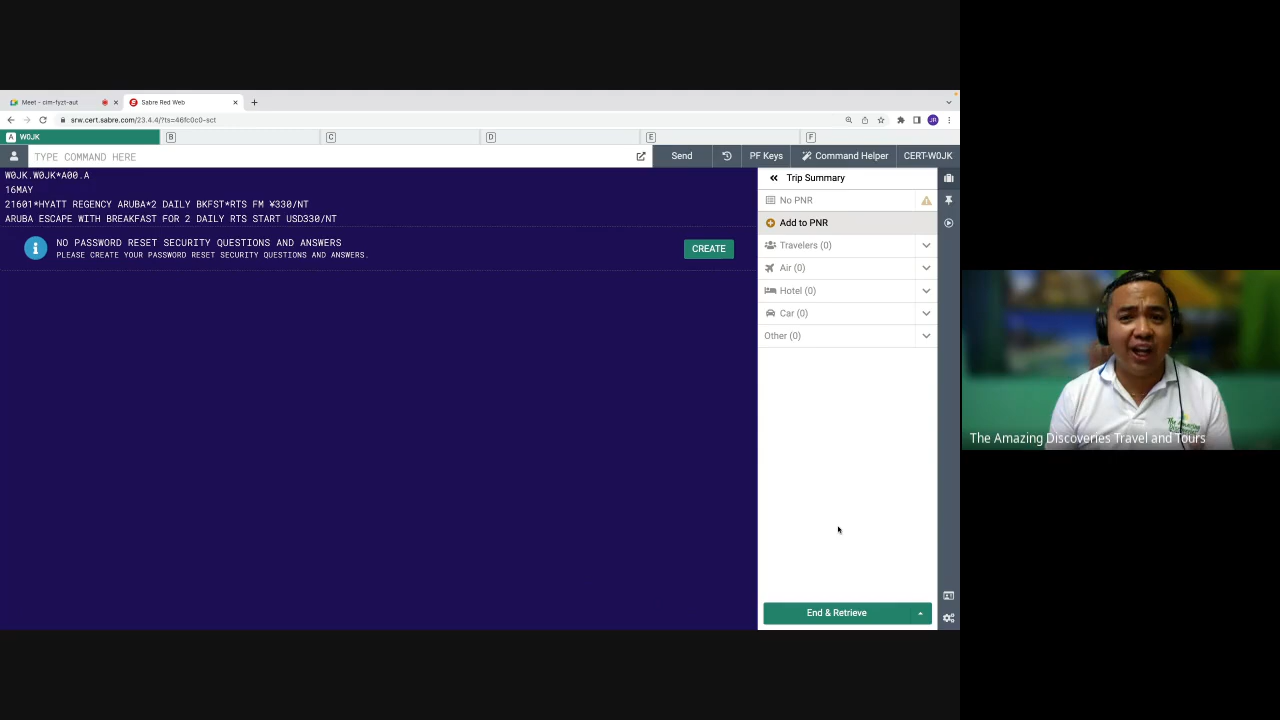 Meet - cim-fyzt-aut
Sabre Red Web
srw.cert.sabre.com/23.4.4/?ts=46fc0c0-sct
A W0JK
B
C
D
E
F
TYPE COMMAND HERE
Send
PF Keys
Command Helper
CERT-W0JK
JR
W0JK.W0JK*A00.A
16MAY
21601*HYATT REGENCY ARUBA*2 DAILY BKFST*RTS FM ¥330/NT
ARUBA ESCAPE WITH BREAKFAST FOR 2 DAILY RTS START USD330/NT
NO PASSWORD RESET SECURITY QUESTIONS AND ANSWERS
PLEASE CREATE YOUR PASSWORD RESET SECURITY QUESTIONS AND ANSWERS.
CREATE
Trip Summary
No PNR
Add to PNR
Travelers (0)
Air (0)
Hotel (0)
Car (0)
Other (0)
End & Retrieve
The Amazing Discoveries Travel and Tours